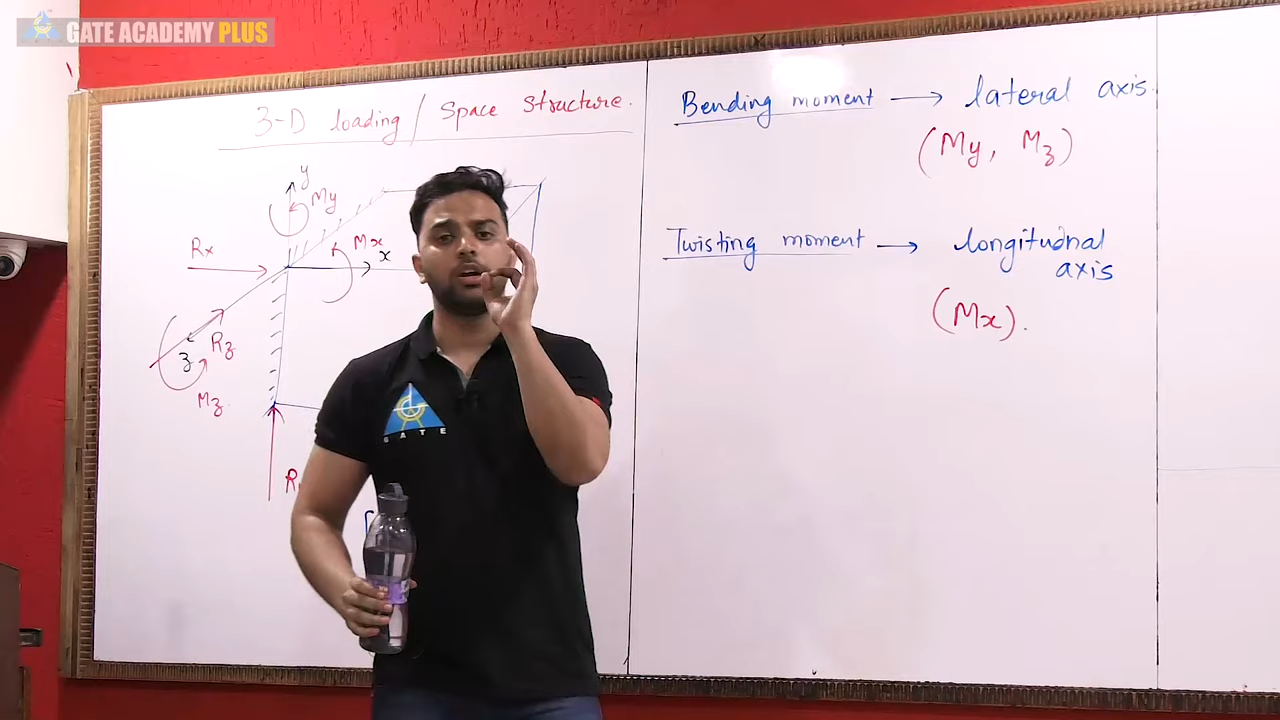 GATE ACADEMY PLUS
3-D loading / Space Structure.
y
My
Rx
Mx
x
z
Rz
Mz.
GATE
Bending moment → lateral axis.
(My, Mz)
Twisting moment → longitudnal
axis
(Mx).